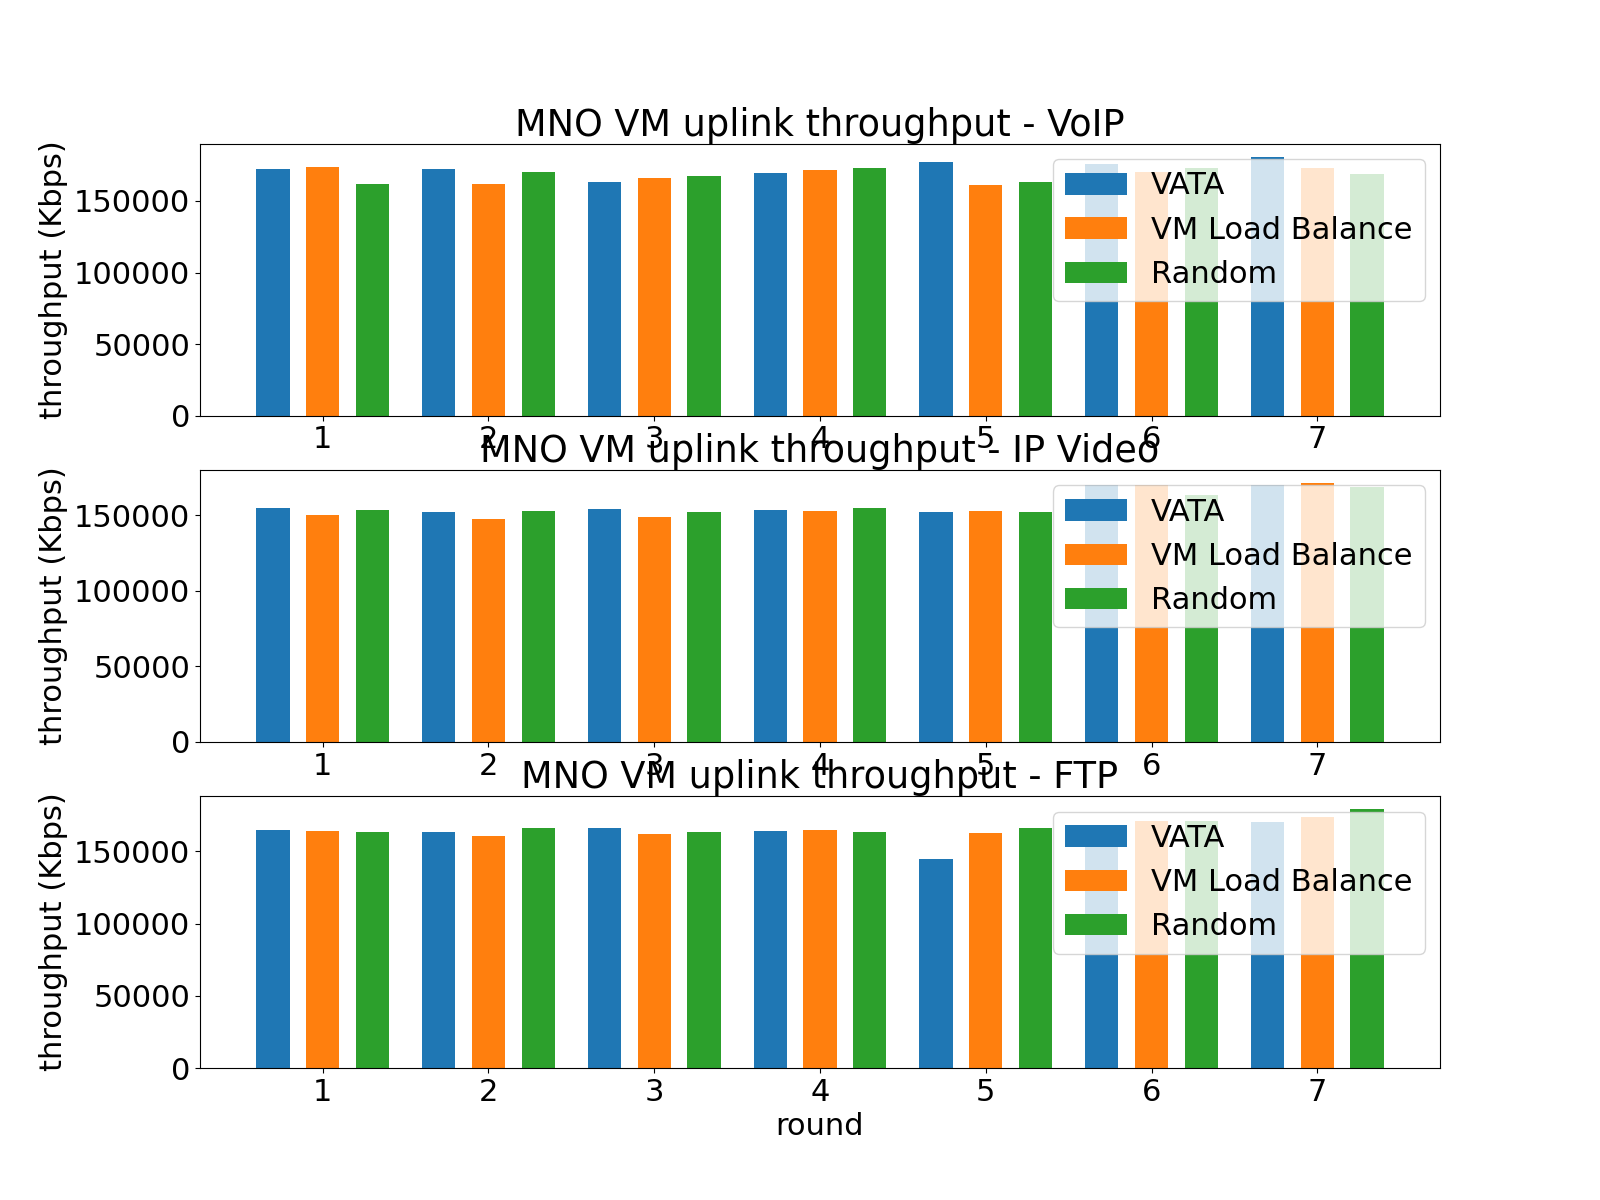 MNO VM uplink throughput - VoIP
throughput (Kbps)
150000
100000
50000
0
VATA
VM Load Balance
Random
1 2 3 4 5 6 7
MNO VM uplink throughput - IP Video
throughput (Kbps)
150000
100000
50000
0
VATA
VM Load Balance
Random
1 2 3 4 5 6 7
MNO VM uplink throughput - FTP
throughput (Kbps)
150000
100000
50000
0
VATA
VM Load Balance
Random
1 2 3 4 5 6 7
round